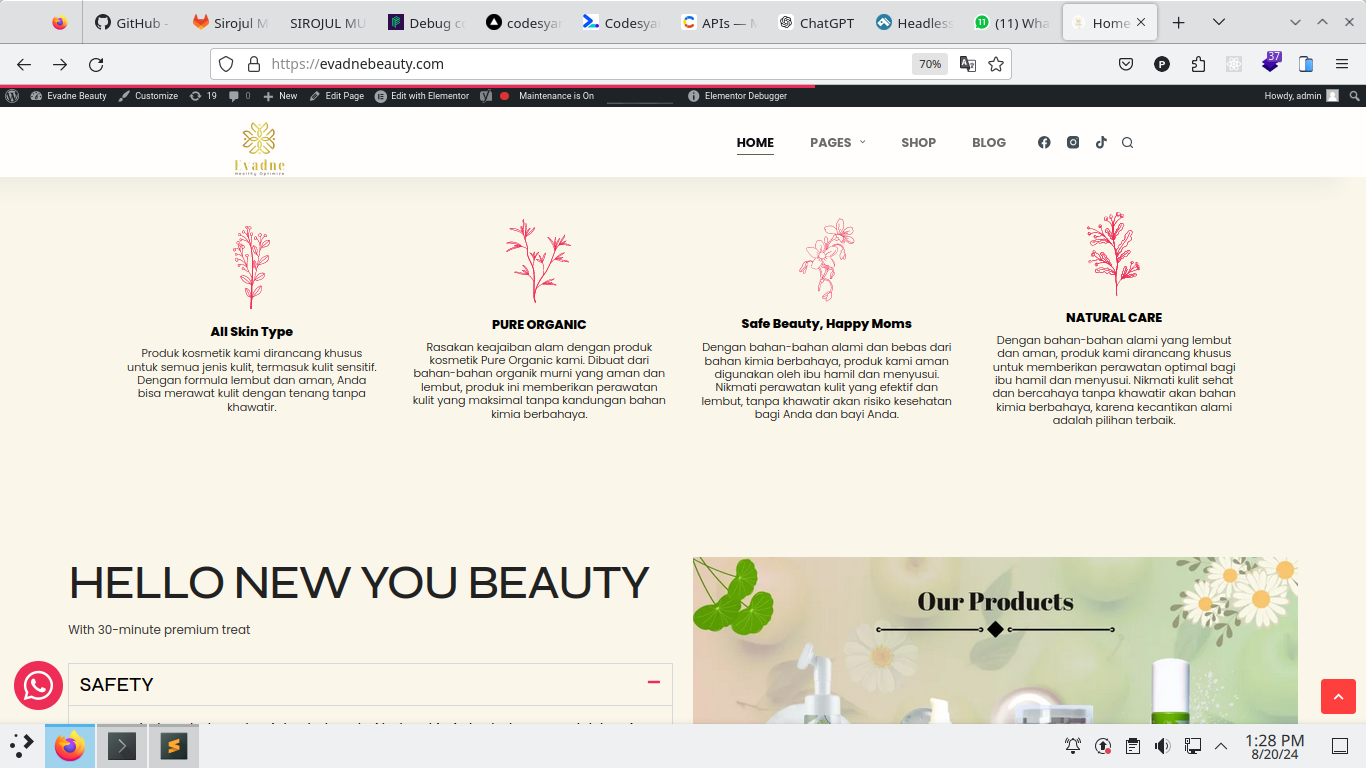 GitHub -
Sirojul M
SIROJUL MU
Debug co
codesyar
Codesyar
APIs — M
ChatGPT
Headless
(11) Wha
Home
https://evadnebeauty.com
70%
37
Evadne Beauty
Customize
19
0
New
Edit Page
Edit with Elementor
Maintenance is On
Elementor Debugger
Howdy, admin
Evadne
Healthy Optimize
HOME
PAGES
SHOP
BLOG
All Skin Type
Produk kosmetik kami dirancang khusus
untuk semua jenis kulit, termasuk kulit sensitif.
Dengan formula lembut dan aman, Anda
bisa merawat kulit dengan tenang tanpa
khawatir.
PURE ORGANIC
Rasakan keajaiban alam dengan produk
kosmetik Pure Organic kami. Dibuat dari
bahan-bahan organik murni yang aman dan
lembut, produk ini memberikan perawatan
kulit yang maksimal tanpa kandungan bahan
kimia berbahaya.
Safe Beauty, Happy Moms
Dengan bahan-bahan alami dan bebas dari
bahan kimia berbahaya, produk kami aman
digunakan oleh ibu hamil dan menyusui.
Nikmati perawatan kulit yang efektif dan
lembut, tanpa khawatir akan risiko kesehatan
bagi Anda dan bayi Anda.
NATURAL CARE
Dengan bahan-bahan alami yang lembut
dan aman, produk kami dirancang khusus
untuk memberikan perawatan optimal bagi
ibu hamil dan menyusui. Nikmati kulit sehat
dan bercahaya tanpa khawatir akan bahan
kimia berbahaya, karena kecantikan alami
adalah pilihan terbaik.
HELLO NEW YOU BEAUTY
With 30-minute premium treat
SAFETY
Our Products
1:28 PM
8/20/24